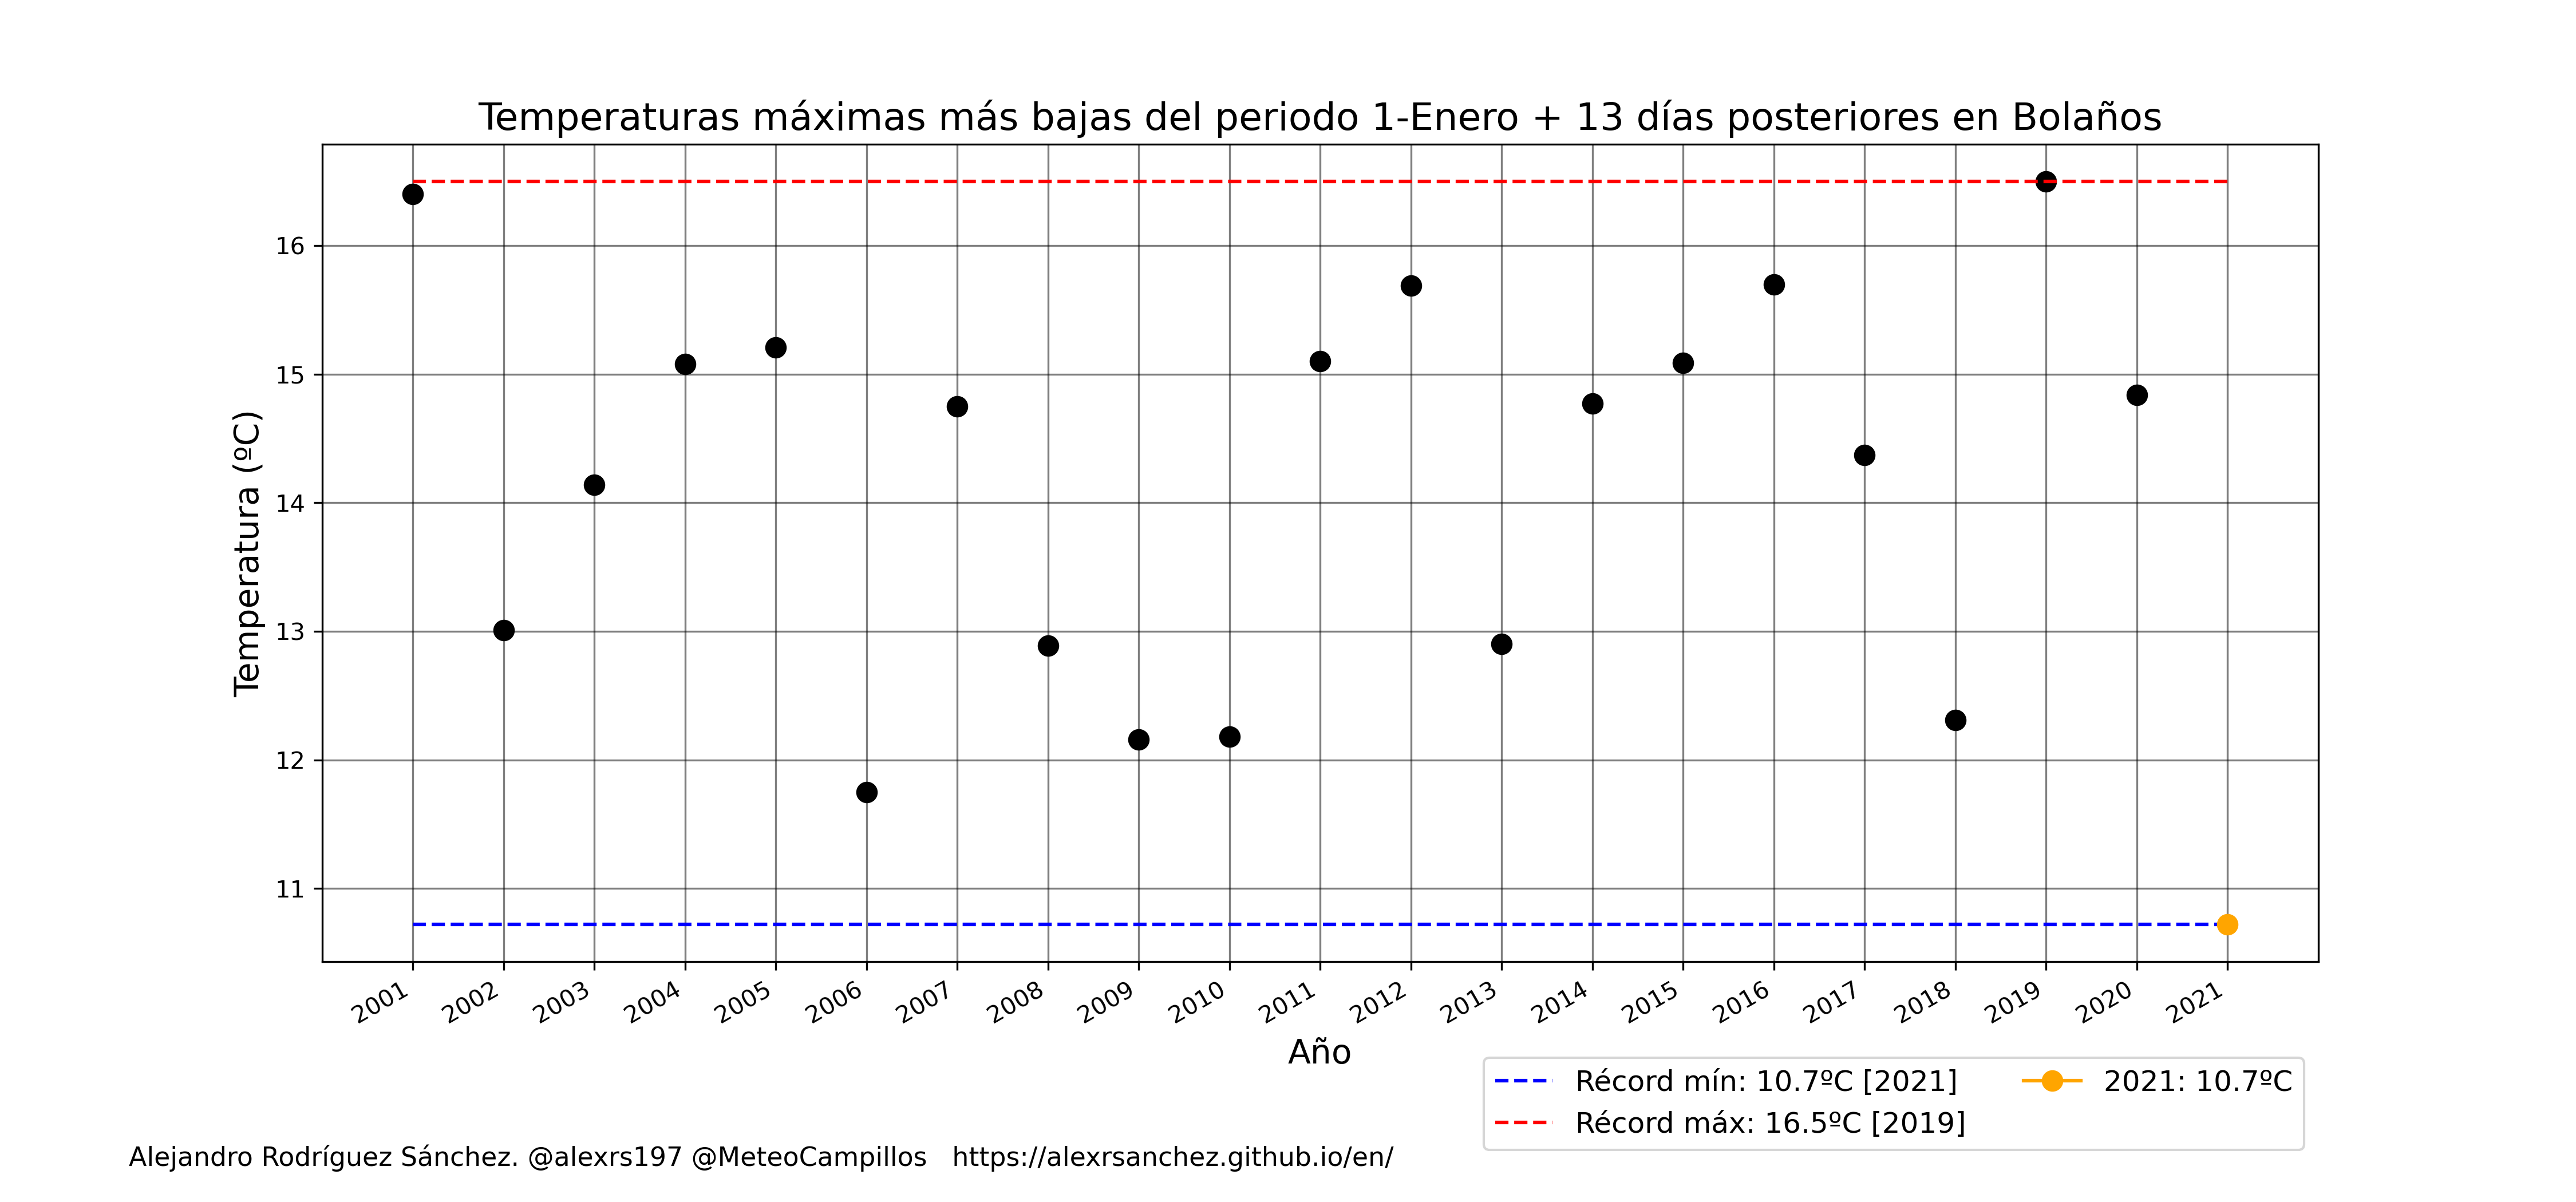 Temperaturas máximas más bajas del periodo 1-Enero + 13 días posteriores en Bolaños
Temperatura (ºC)
16
15
14
13
12
11
2001 2002 2003 2004 2005 2006 2007 2008 2009 2010 2011 2012 2013 2014 2015 2016 2017 2018 2019 2020 2021
Año
Récord mín: 10.7ºC [2021]
Récord máx: 16.5ºC [2019]
2021: 10.7ºC
Alejandro Rodríguez Sánchez. @alexrs197 @MeteoCampillos https://alexrsanchez.github.io/en/